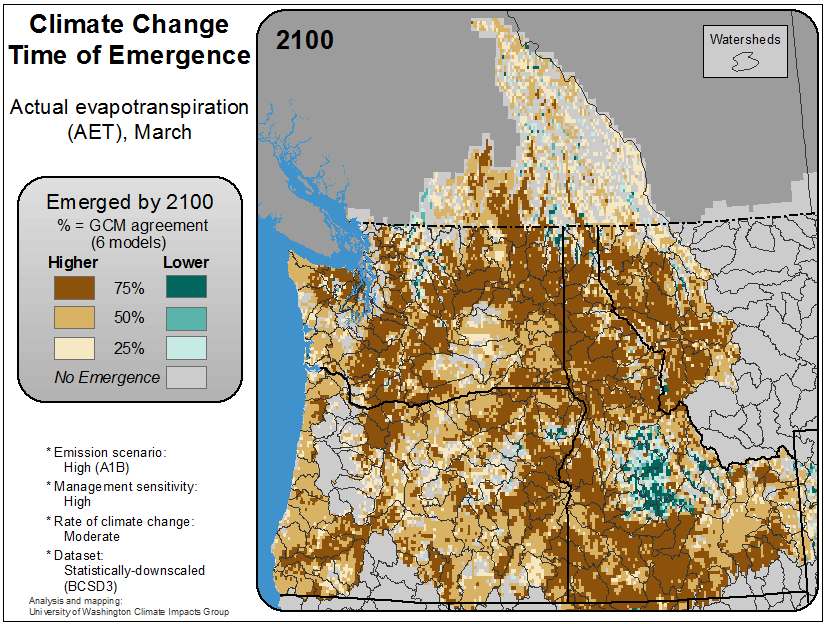 Climate Change
Time of Emergence
Actual evapotranspiration
(AET), March
Emerged by 2100
% = GCM agreement
(6 models)
Higher Lower
75%
50%
25%
No Emergence
* Emission scenario:
High (A1B)
* Management sensitivity:
High
* Rate of climate change:
Moderate
* Dataset:
Statistically-downscaled
(BCSD3)
Analysis and mapping:
University of Washington Climate Impacts Group
2100
Watersheds